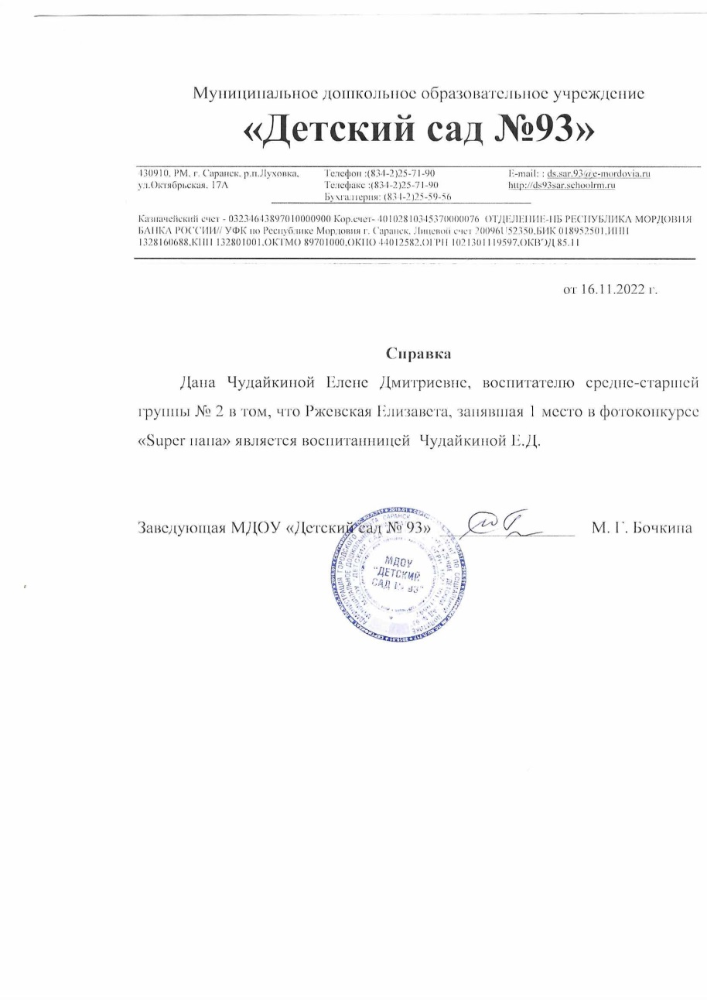 Муниципальное дошкольное образовательное учреждение
«Детский сад №93»
430910, РМ, г. Саранск, р.п.Луховка,
ул.Октябрьская, 17А
Телефон :(834-2)25-71-90
Телефакс :(834-2)25-71-90
Бухгалтерия: (834-2)25-59-56
E-mail: : ds.sar.93@e-mordovia.ru
http://ds93sar.schoolrm.ru
Казначейский счет - 03234643897010000900 Кор.счет- 40102810345370000076 ОТДЕЛЕНИЕ-НБ РЕСПУБЛИКА МОРДОВИЯ
БАНКА РОССИИ// УФК по Республике Мордовия г. Саранск, Лицевой счет БИК 018952501,ИНН
1328160688,КПП 132801001,ОКТМО 89701000,ОКПО 44012582,ОГРН 1021301119597,ОКВЭД 85.11
от 16.11.2022 г.
Справка
Дана Чудайкиной Елене Дмитриевне, воспитателю средне-старшей
группы № 2 в том, что Ржевская Елизавета, занявшая 1 место в фотоконкурсе
«Super папа» является воспитанницей Чудайкиной Е.Д.
Заведующая МДОУ «Детский сад № 93» М. Г. Бочкина
МДОУ
"ДЕТСКИЙ
САД № 93"